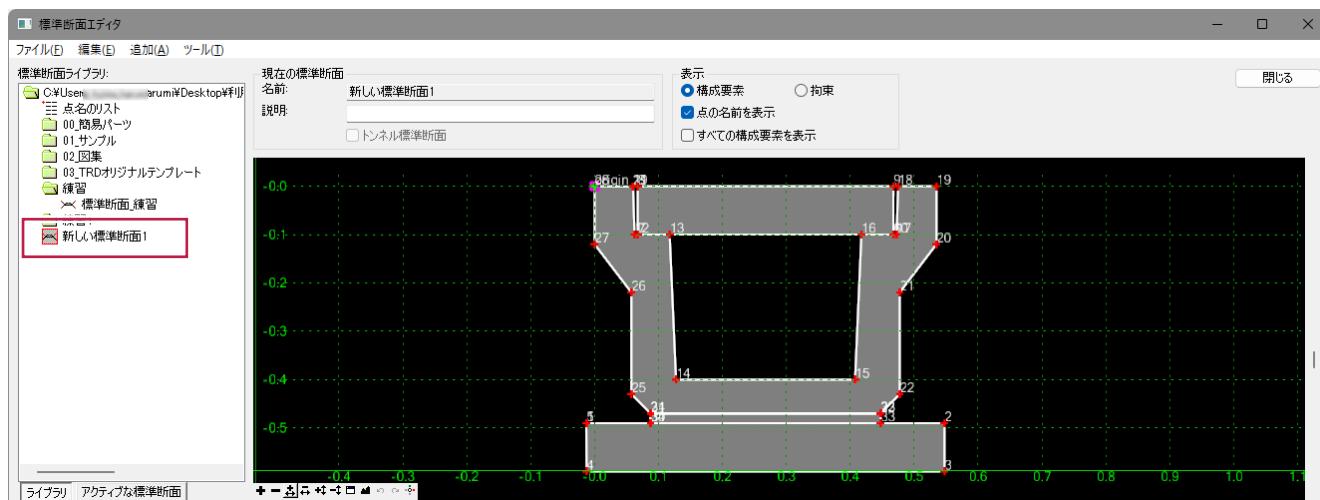 標準断面エディタ
ファイル(F) 編集(E) 追加(A) ツール(T)
標準断面ライブラリ:
C:¥User arumi¥Desktop¥利用
点名のリスト
00_簡易パーツ
01_サンプル
02_図集
03_TRDオリジナルテンプレート
練習
標準断面_練習
新しい標準断面1
ライブラリ アクティブな標準断面
現在の標準断面
名前: 新しい標準断面1
説明:
トンネル標準断面
表示
構成要素 拘束
点の名前を表示
すべての構成要素を表示
閉じる
-0.0 18 19
-0.1 27 13 16 20
-0.2 26 21
-0.3
-0.4 14 15
25 22
-0.5 2
4 3
-0.4 -0.3 -0.2 -0.1 0.1 0.2 0.3 0.4 0.5 0.6 0.7 0.8 0.9 1.0 1.1